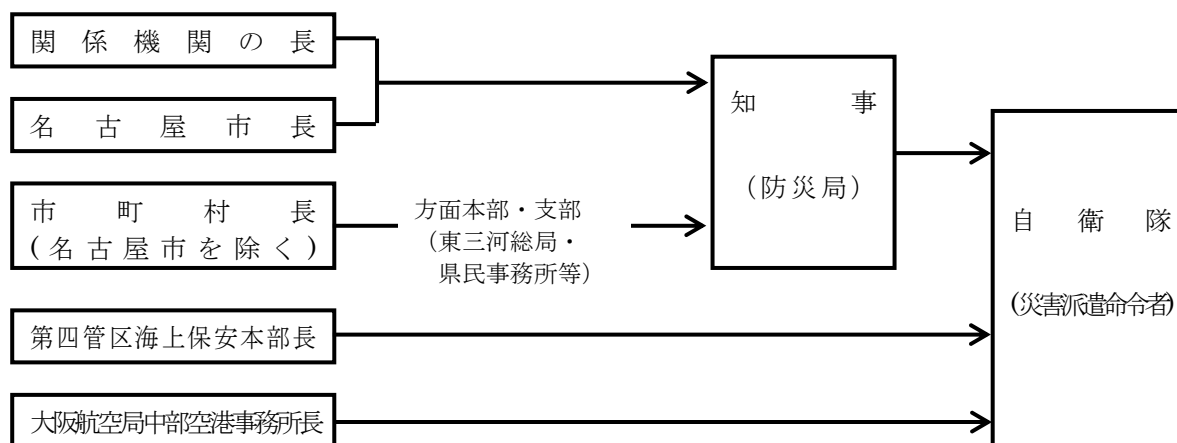 関係機関の長
名古屋市長
市町村長
(名古屋市を除く)
方面本部・支部
（東三河総局・
県民事務所等）
知事
（防災局）
自衛隊
(災害派遣命令者)
第四管区海上保安本部長
大阪航空局中部空港事務所長